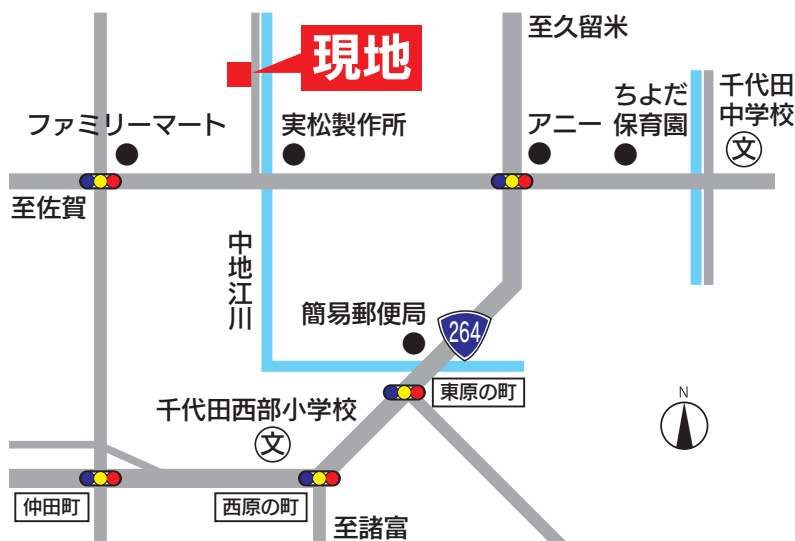 至久留米
現地
千代田
中学校
文
ちよだ
保育園
ファミリーマート
実松製作所
アニー
至佐賀
中地江川
簡易郵便局
264
東原の町
N
千代田西部小学校
文
仲田町
西原の町
至諸富